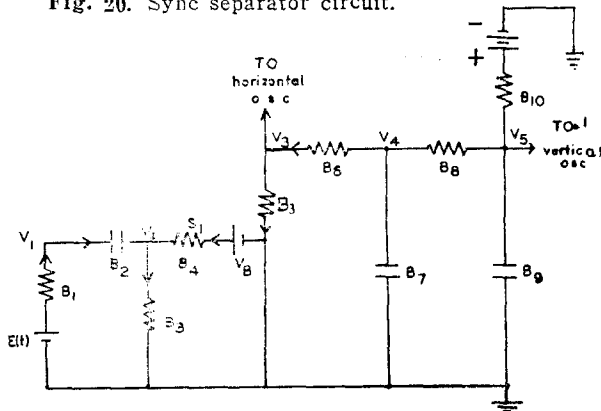 Fig. 20. Sync separator circuit.
−
+
TO
horizontal
osc
B10
V3
V4
V5
TO
vertical
osc
B6
B8
B3
V1
S1
B2
B4
VB
B7
B9
B1
B3
E(t)